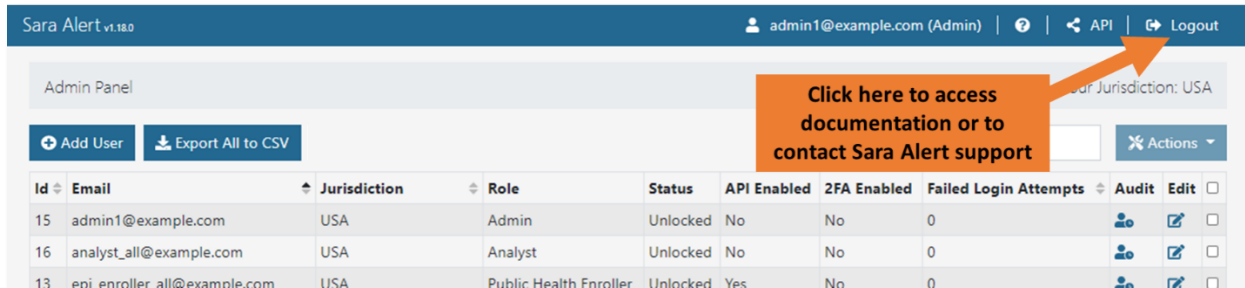 Sara Alert v1.18.0 admin1@example.com (Admin) | ? | API | Logout
Admin Panel Your Jurisdiction: USA
Click here to access
documentation or to
contact Sara Alert support
Add User Export All to CSV Actions
Id Email Jurisdiction Role Status API Enabled 2FA Enabled Failed Login Attempts Audit Edit
15 admin1@example.com USA Admin Unlocked No No 0
16 analyst_all@example.com USA Analyst Unlocked No No 0
13 epi_enroller_all@example.com USA Public Health Enroller Unlocked Yes No 0